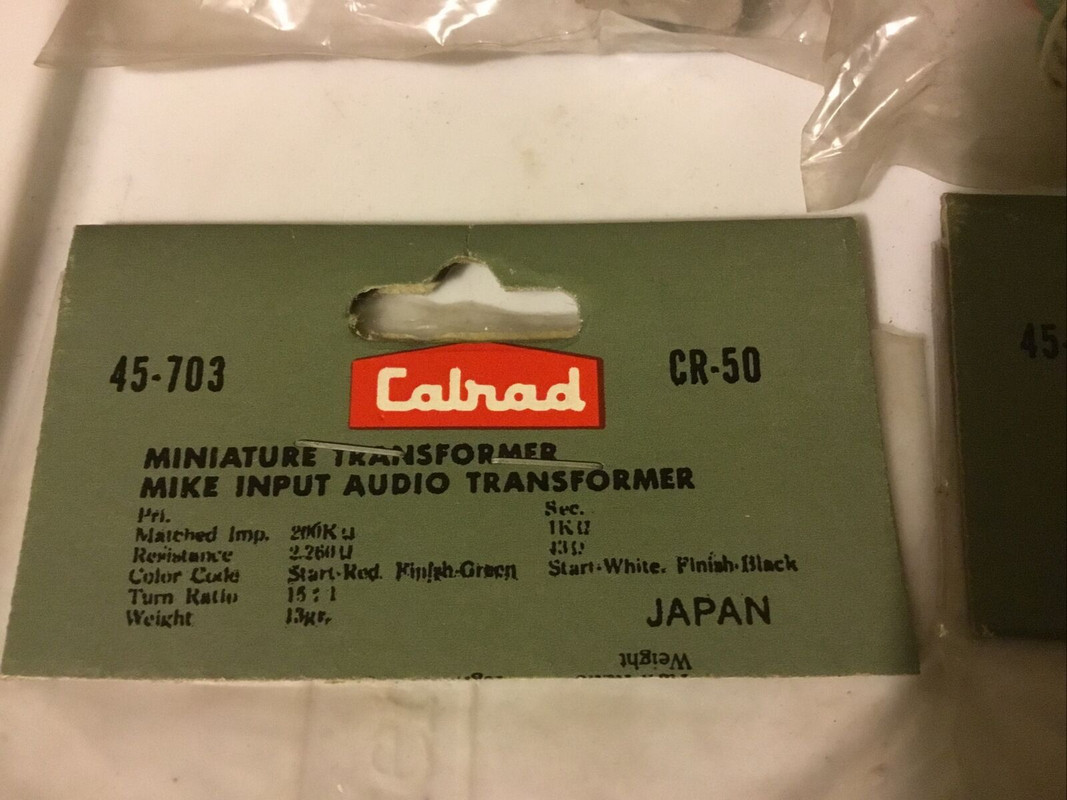 45-703
Calrad
CR-50
MINIATURE TRANSFORMER
MIKE INPUT AUDIO TRANSFORMER
Pri. Sec.
Matched Imp. 200KΩ 1KΩ
Resistance 2.260Ω
Color Code Start-Red. Finish-Green Start-White. Finish-Black
Turn Ratio 15:1
Weight 13gr.
JAPAN
Weight
45-